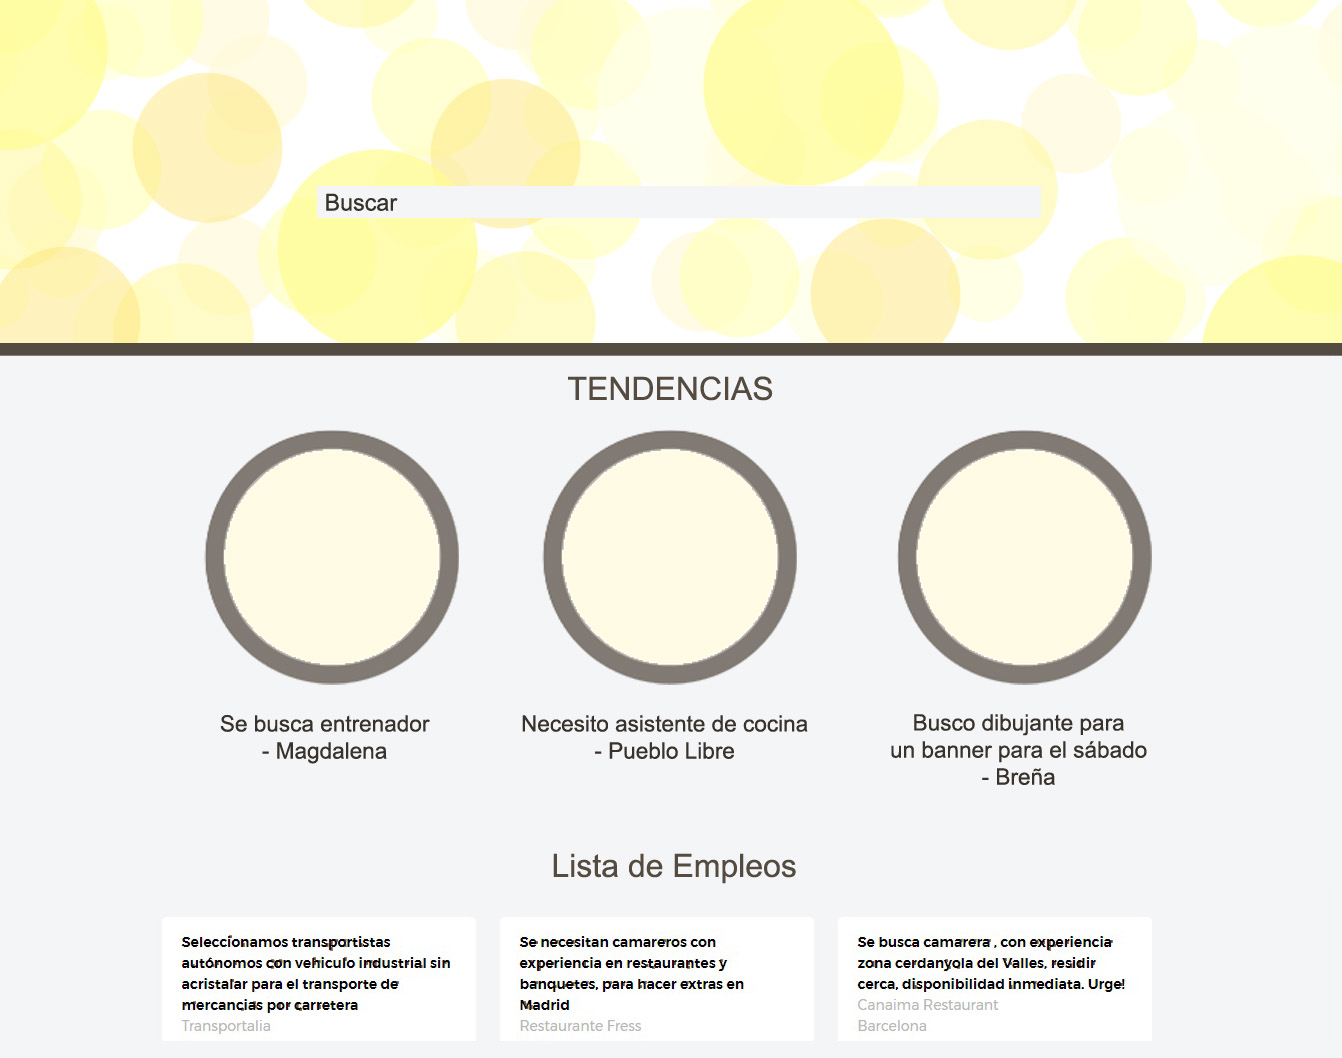 Buscar
TENDENCIAS
Se busca entrenador
- Magdalena
Necesito asistente de cocina
- Pueblo Libre
Busco dibujante para
un banner para el sábado
- Breña
Lista de Empleos
Seleccionamos transportistas
autónomos con vehiculo industrial sin
acristalar para el transporte de
mercancias por carretera
Transportalia
Se necesitan camareros con
experiencia en restaurantes y
banquetes, para hacer extras en
Madrid
Restaurante Fress
Se busca camarera , con experiencia
zona cerdanyola del Valles, residir
cerca, disponibilidad inmediata. Urge!
Canaima Restaurant
Barcelona